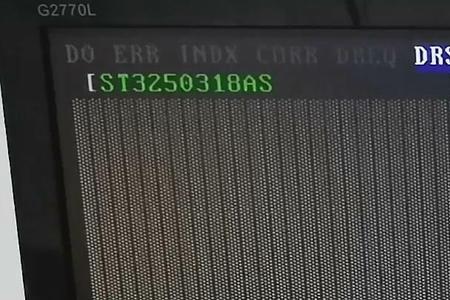 G2770L
DO ERR INDX CORR DREQ DRS
[ST3250318AS